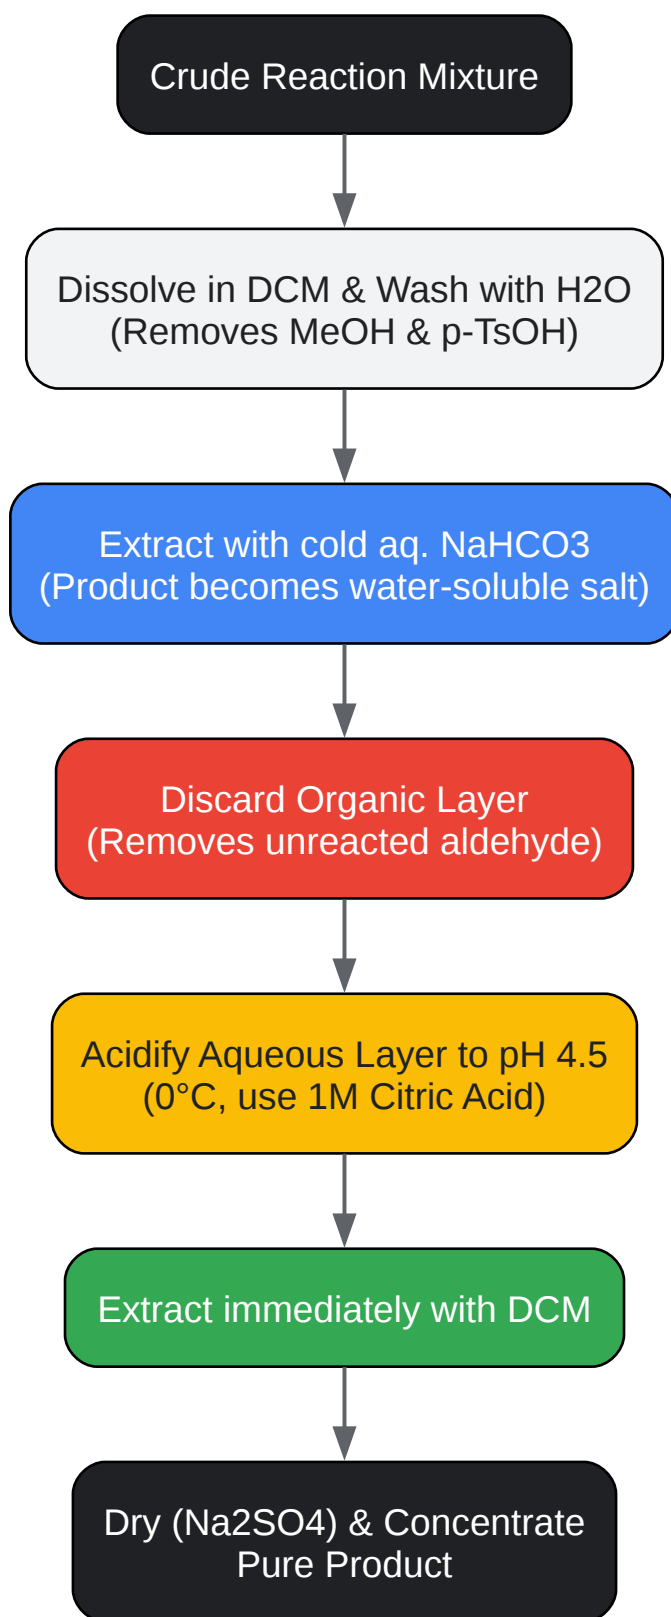 Crude Reaction Mixture
Dissolve in DCM & Wash with H2O
(Removes MeOH & p-TsOH)
Extract with cold aq. NaHCO3
(Product becomes water-soluble salt)
Discard Organic Layer
(Removes unreacted aldehyde)
Acidify Aqueous Layer to pH 4.5
(0°C, use 1M Citric Acid)
Extract immediately with DCM
Dry (Na2SO4) & Concentrate
Pure Product